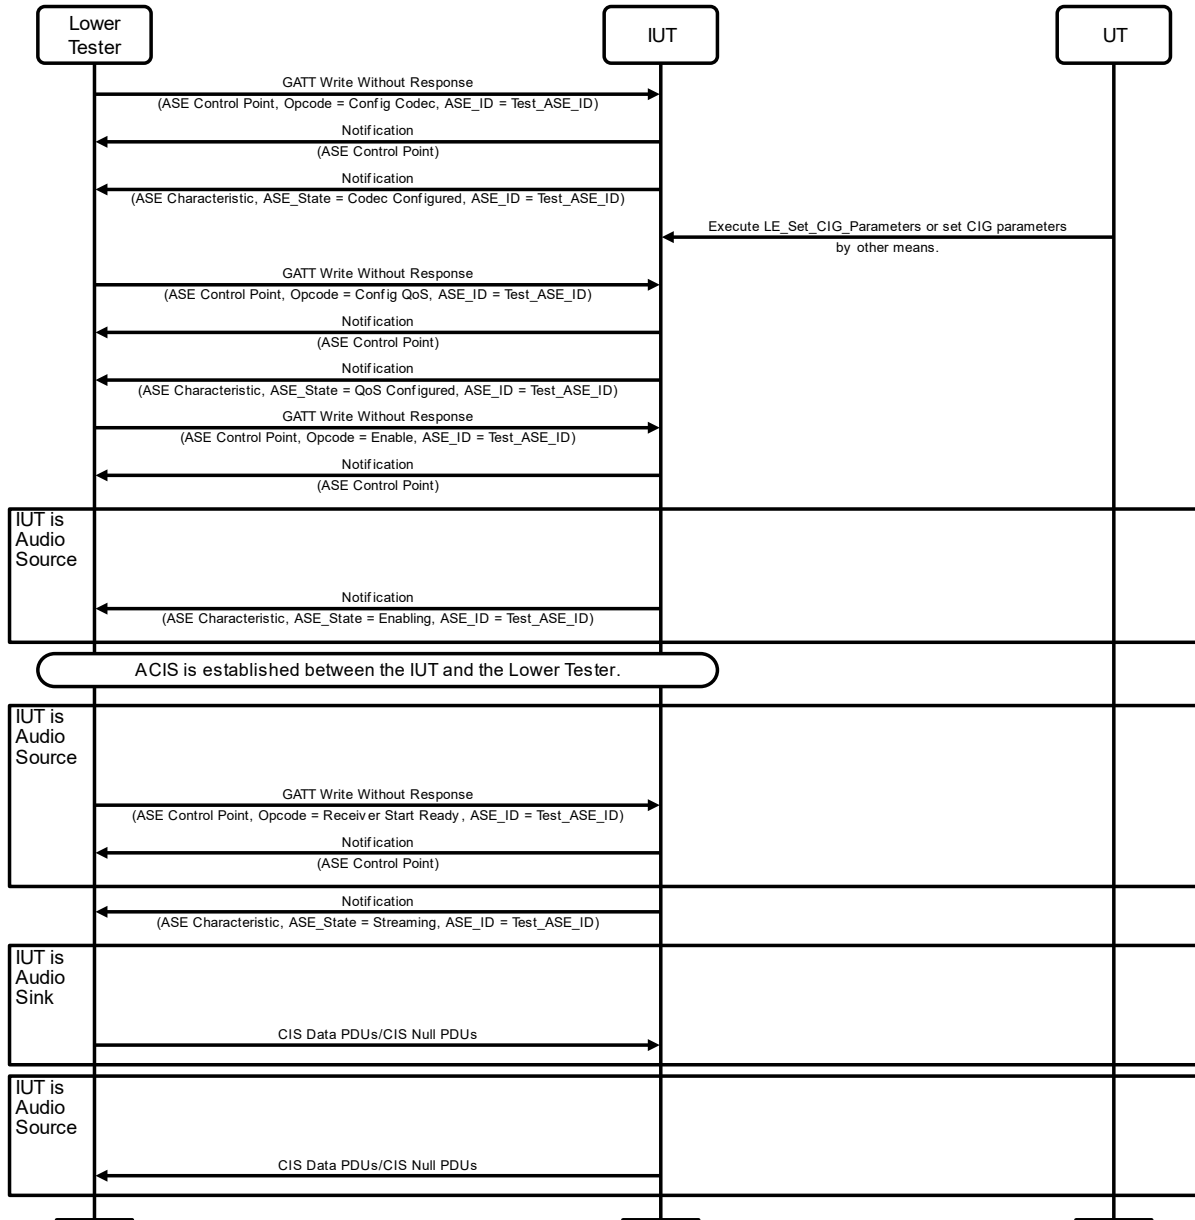 Lower
Tester
IUT
UT
GATT Write Without Response
(ASE Control Point, Opcode = Config Codec, ASE_ID = Test_ASE_ID)
Notification
(ASE Control Point)
Notification
(ASE Characteristic, ASE_State = Codec Configured, ASE_ID = Test_ASE_ID)
Execute LE_Set_CIG_Parameters or set CIG parameters
by other means.
GATT Write Without Response
(ASE Control Point, Opcode = Config QoS, ASE_ID = Test_ASE_ID)
Notification
(ASE Control Point)
Notification
(ASE Characteristic, ASE_State = QoS Configured, ASE_ID = Test_ASE_ID)
GATT Write Without Response
(ASE Control Point, Opcode = Enable, ASE_ID = Test_ASE_ID)
Notification
(ASE Control Point)
IUT is
Audio
Source
Notification
(ASE Characteristic, ASE_State = Enabling, ASE_ID = Test_ASE_ID)
A CIS is established between the IUT and the Lower Tester.
IUT is
Audio
Source
GATT Write Without Response
(ASE Control Point, Opcode = Receiver Start Ready, ASE_ID = Test_ASE_ID)
Notification
(ASE Control Point)
Notification
(ASE Characteristic, ASE_State = Streaming, ASE_ID = Test_ASE_ID)
IUT is
Audio
Sink
CIS Data PDUs/CIS Null PDUs
IUT is
Audio
Source
CIS Data PDUs/CIS Null PDUs